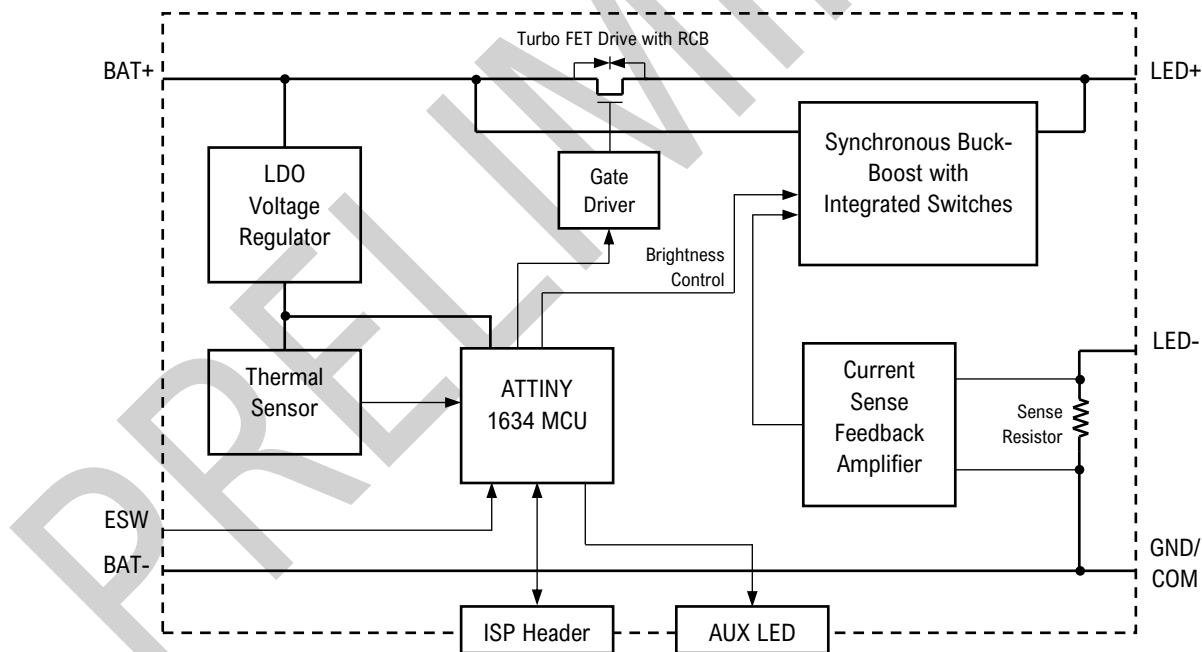 Turbo FET Drive with RCB
BAT+
LED+
LDO
Voltage
Regulator
Gate
Driver
Synchronous Buck-
Boost with
Integrated Switches
Brightness
Control
Thermal
Sensor
ATTINY
1634 MCU
Current
Sense
Feedback
Amplifier
Sense
Resistor
LED-
ESW
BAT-
GND/
COM
ISP Header
AUX LED
PRELIM